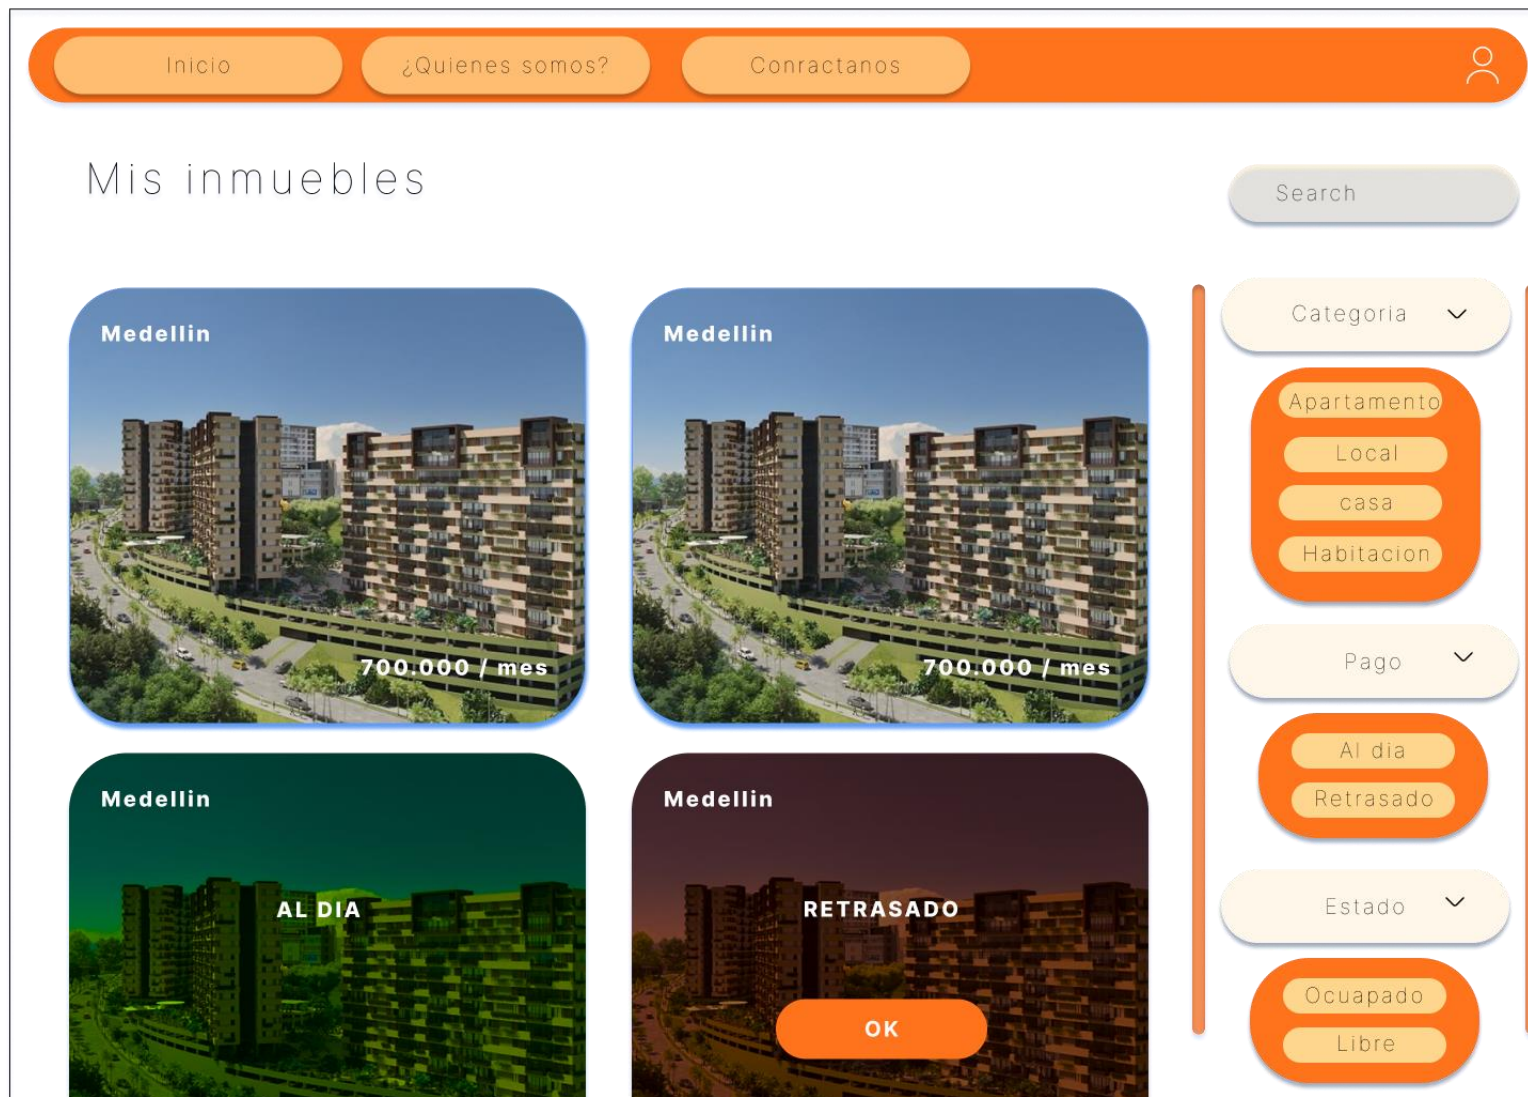 Inicio
¿Quienes somos?
Conractanos
Mis inmuebles
Search
Medellin
700.000 / mes
Medellin
700.000 / mes
Medellin
AL DIA
Medellin
RETRASADO
OK
Categoria
Apartamento
Local
casa
Habitacion
Pago
Al dia
Retrasado
Estado
Ocuapado
Libre